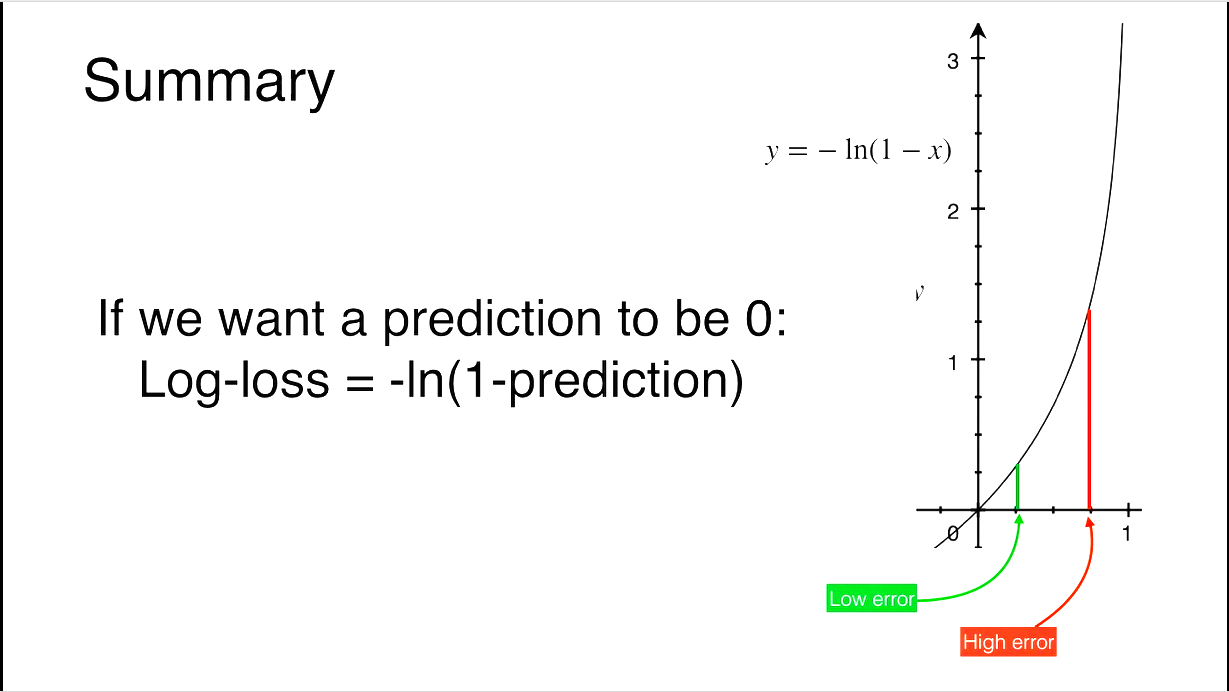 Summary
y = − ln(1 − x)
If we want a prediction to be 0:
Log-loss = -ln(1-prediction)
3
2
1
0
1
Low error
High error